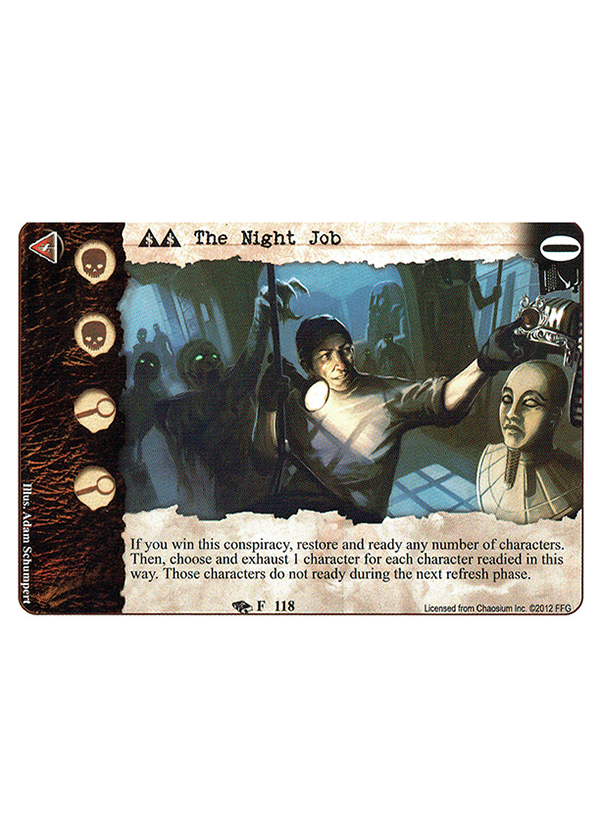 The Night Job
0
If you win this conspiracy, restore and ready any number of characters.
Then, choose and exhaust 1 character for each character readied in this
way. Those characters do not ready during the next refresh phase.
Illus. Adam Schumpert
F 118
Licensed from Chaosium Inc. ©2012 FFG